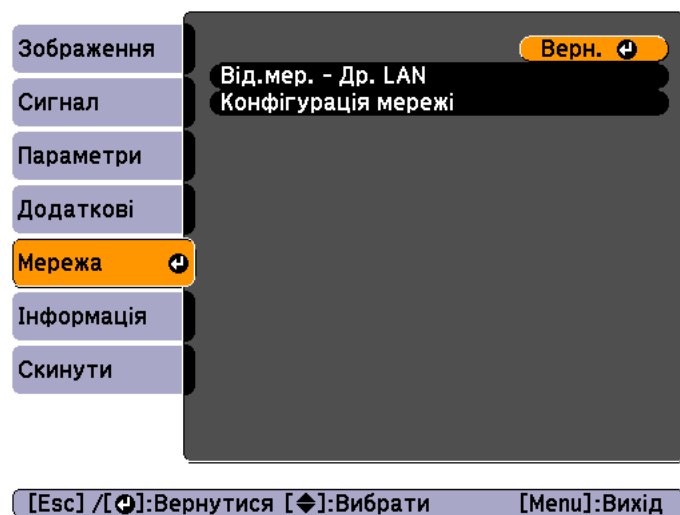 Зображення
Сигнал
Параметри
Додаткові
Мережа
Інформація
Скинути
Верн.
Від.мер. - Др. LAN
Конфігурація мережі
[Esc] /[⏎]:Вернутися [◆]:Вибрати [Menu]:Вихід